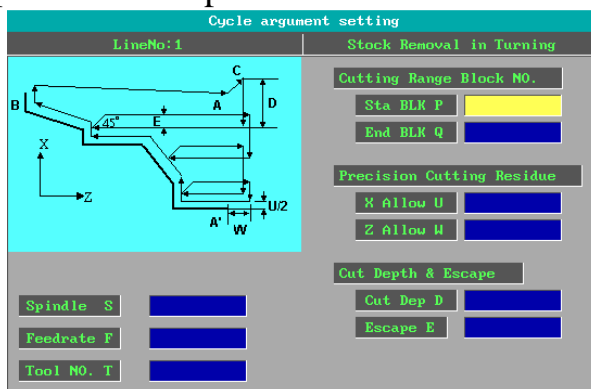 Cycle argument setting
LineNo:1
Stock Removal in Turning
C
B
A
D
45°
E
X
Z
U/2
A'
W
Cutting Range Block NO.
Sta BLK P
End BLK Q
Precision Cutting Residue
X Allow U
Z Allow W
Cut Depth & Escape
Cut Dep D
Escape E
Spindle S
Feedrate F
Tool NO. T